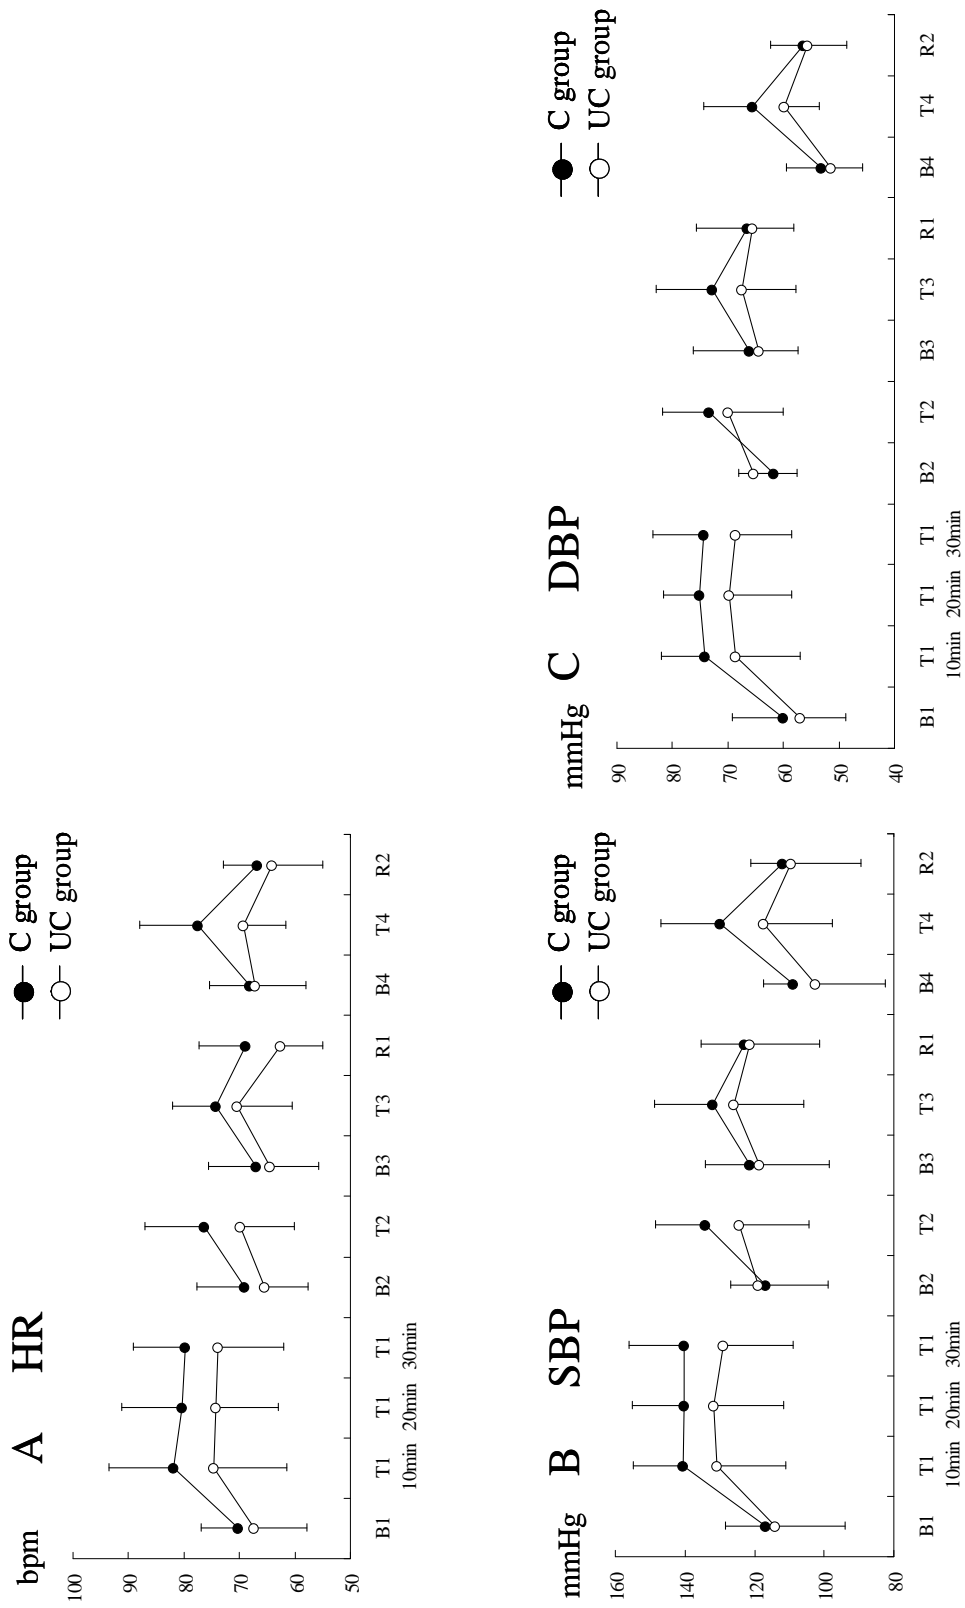 A HR
bpm
C group
UC group
100
90
80
70
60
50
B1 T1 T1 T1 B2 T2 B3 T3 R1 B4 T4 R2
10min 20min 30min
B SBP
mmHg
C group
UC group
160
140
120
100
80
B1 T1 T1 T1 B2 T2 B3 T3 R1 B4 T4 R2
10min 20min 30min
C DBP
mmHg
C group
UC group
90
80
70
60
50
40
B1 T1 T1 T1 B2 T2 B3 T3 R1 B4 T4 R2
10min 20min 30min